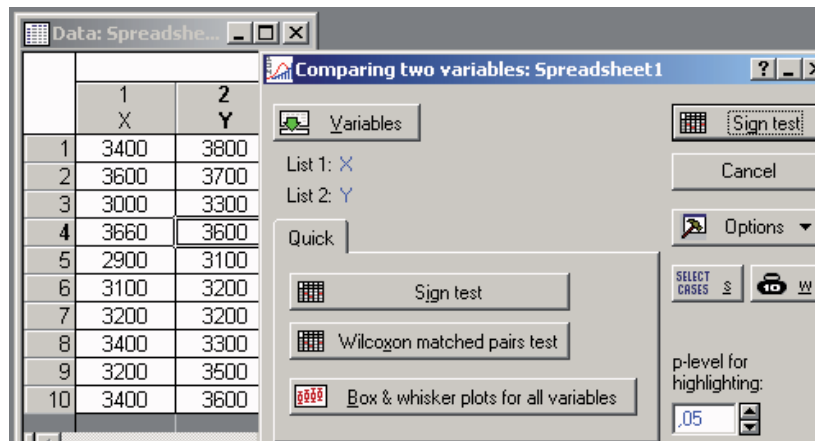 Data: Spreadshe...
1 2
X Y
1 3400 3800
2 3600 3700
3 3000 3300
4 3660 3600
5 2900 3100
6 3100 3200
7 3200 3200
8 3400 3300
9 3200 3500
10 3400 3600
Comparing two variables: Spreadsheet1
Variables
List 1: X
List 2: Y
Quick
Sign test
Wilcoxon matched pairs test
Box & whisker plots for all variables
Sign test
Cancel
Options
SELECT
CASES S
W
p-level for
highlighting:
,05